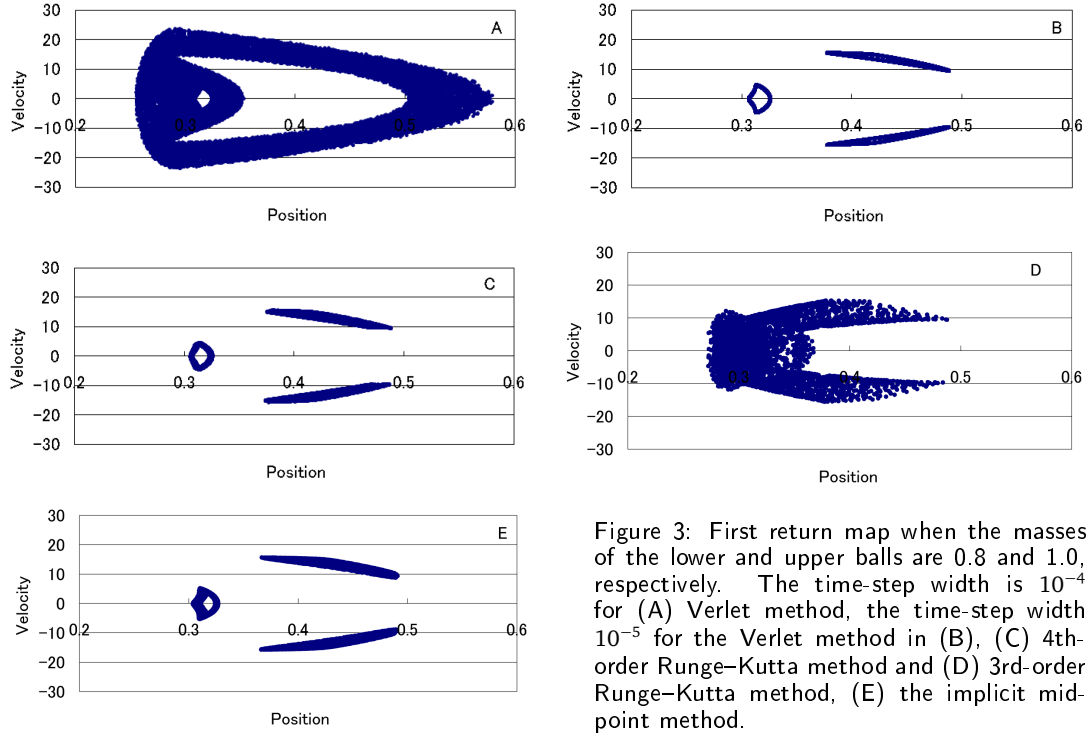 30
20
10
0
-10
-20
-30
0.2
0.3
0.4
0.5
0.6
Velocity
Position
A
30
20
10
0
-10
-20
-30
0.2
0.3
0.4
0.5
0.6
Velocity
Position
B
30
20
10
0
-10
-20
-30
0.2
0.3
0.4
0.5
0.6
Velocity
Position
C
30
20
10
0
-10
-20
-30
0.2
0.3
0.4
0.5
0.6
Velocity
Position
D
30
20
10
0
-10
-20
-30
0.2
0.3
0.4
0.5
0.6
Velocity
Position
E
Figure 3: First return map when the masses
of the lower and upper balls are 0.8 and 1.0,
respectively. The time-step width is 10⁻⁴
for (A) Verlet method, the time-step width
10⁻⁵ for the Verlet method in (B), (C) 4th-
order Runge–Kutta method and (D) 3rd-order
Runge–Kutta method, (E) the implicit mid-
point method.